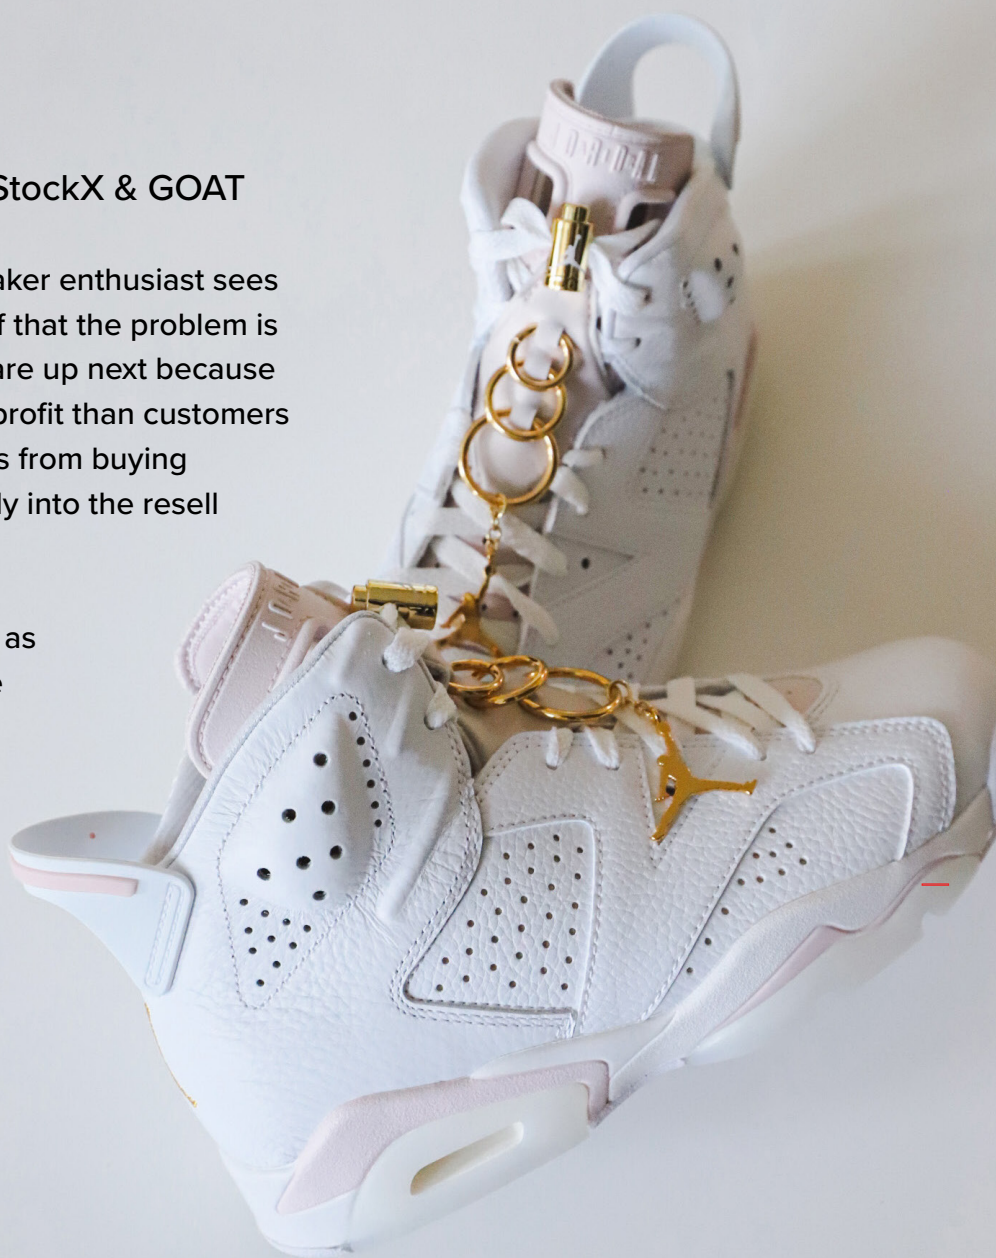 StockX & GOAT
aker enthusiast sees
f that the problem is
are up next because
profit than customers
s from buying
ly into the resell
as
e
JORDAN